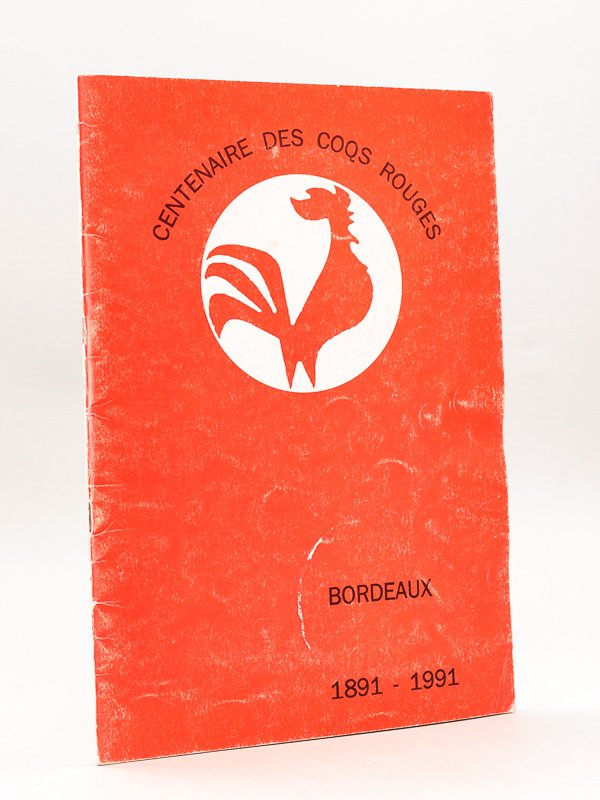 CENTENAIRE DES COQS ROUGES
BORDEAUX
1891 - 1991